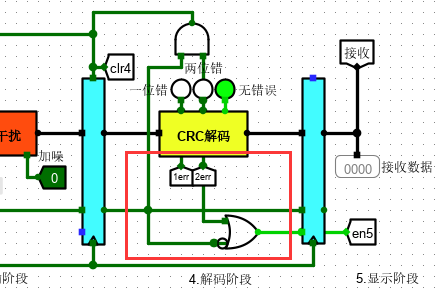 clr4
两位错
一位错
无错误
接收
干扰
CRC解码
加噪
0
1err
2err
0000
接收数据
en5
阶段
4.解码阶段
5.显示阶段